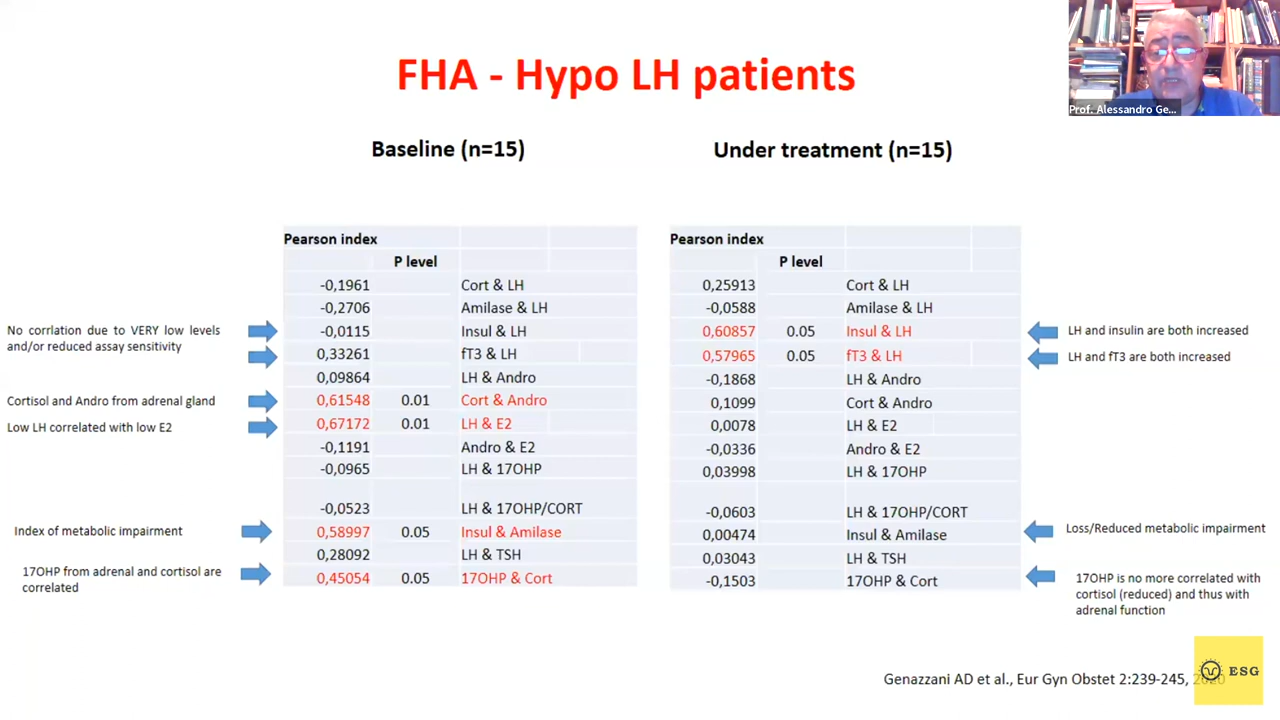 FHA - Hypo LH patients
Prof. Alessandro Ge...
Baseline (n=15)
Under treatment (n=15)
Pearson index
P level
-0,1961 Cort & LH
-0,2706 Amilase & LH
-0,0115 Insul & LH
0,33261 fT3 & LH
0,09864 LH & Andro
0,61548 0.01 Cort & Andro
0,67172 0.01 LH & E2
-0,1191 Andro & E2
-0,0965 LH & 17OHP
-0,0523 LH & 17OHP/CORT
0,58997 0.05 Insul & Amilase
0,28092 LH & TSH
0,45054 0.05 17OHP & Cort
No corrlation due to VERY low levels
and/or reduced assay sensitivity
Cortisol and Andro from adrenal gland
Low LH correlated with low E2
Index of metabolic impairment
17OHP from adrenal and cortisol are
correlated
Pearson index
P level
0,25913 Cort & LH
-0,0588 Amilase & LH
0,60857 0.05 Insul & LH
0,57965 0.05 fT3 & LH
-0,1868 LH & Andro
0,1099 Cort & Andro
0,0078 LH & E2
-0,0336 Andro & E2
0,03998 LH & 17OHP
-0,0603 LH & 17OHP/CORT
0,00474 Insul & Amilase
0,03043 LH & TSH
-0,1503 17OHP & Cort
LH and insulin are both increased
LH and fT3 are both increased
Loss/Reduced metabolic impairment
17OHP is no more correlated with
cortisol (reduced) and thus with
adrenal function
Genazzani AD et al., Eur Gyn Obstet 2:239-245, 2020
ESG